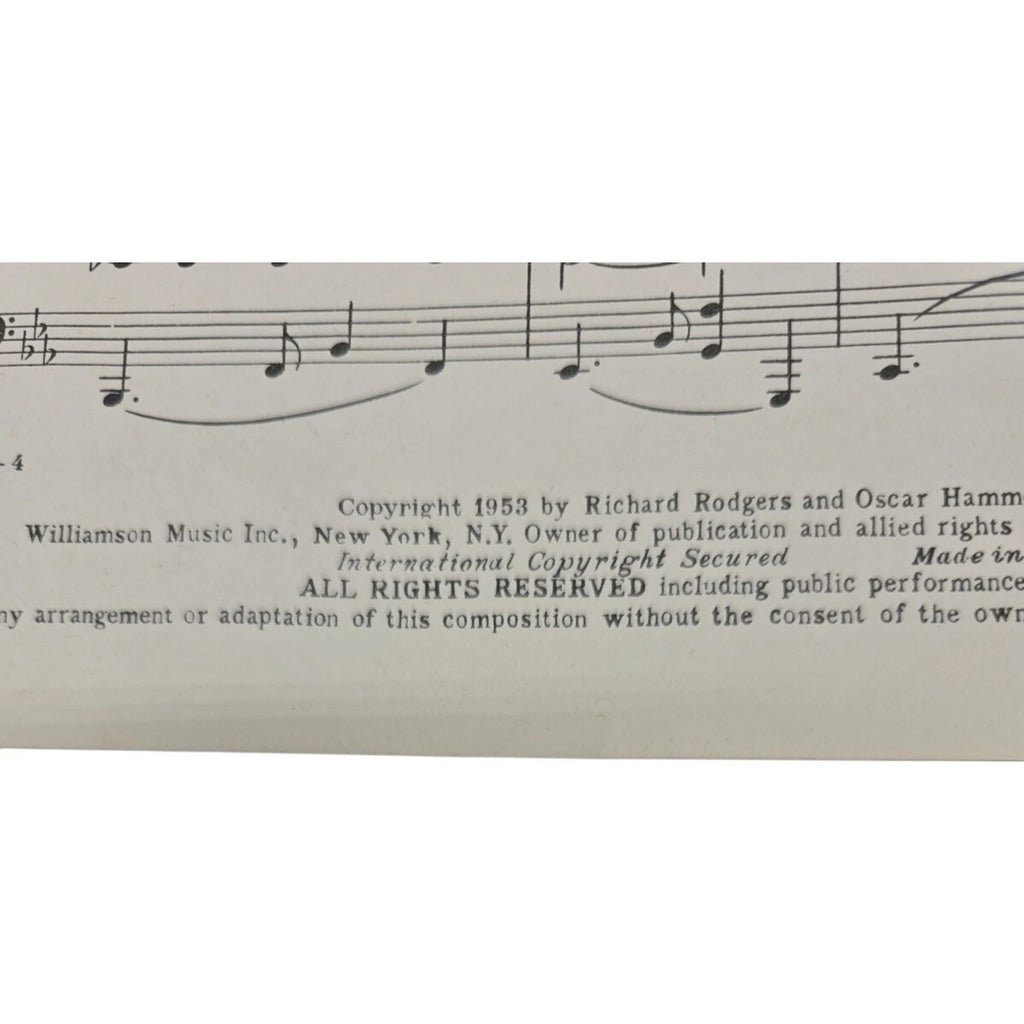 - 4
Copyright 1953 by Richard Rodgers and Oscar Hamm
Williamson Music Inc., New York, N.Y. Owner of publication and allied rights
International Copyright Secured Made in
ALL RIGHTS RESERVED including public performance
ny arrangement or adaptation of this composition without the consent of the own